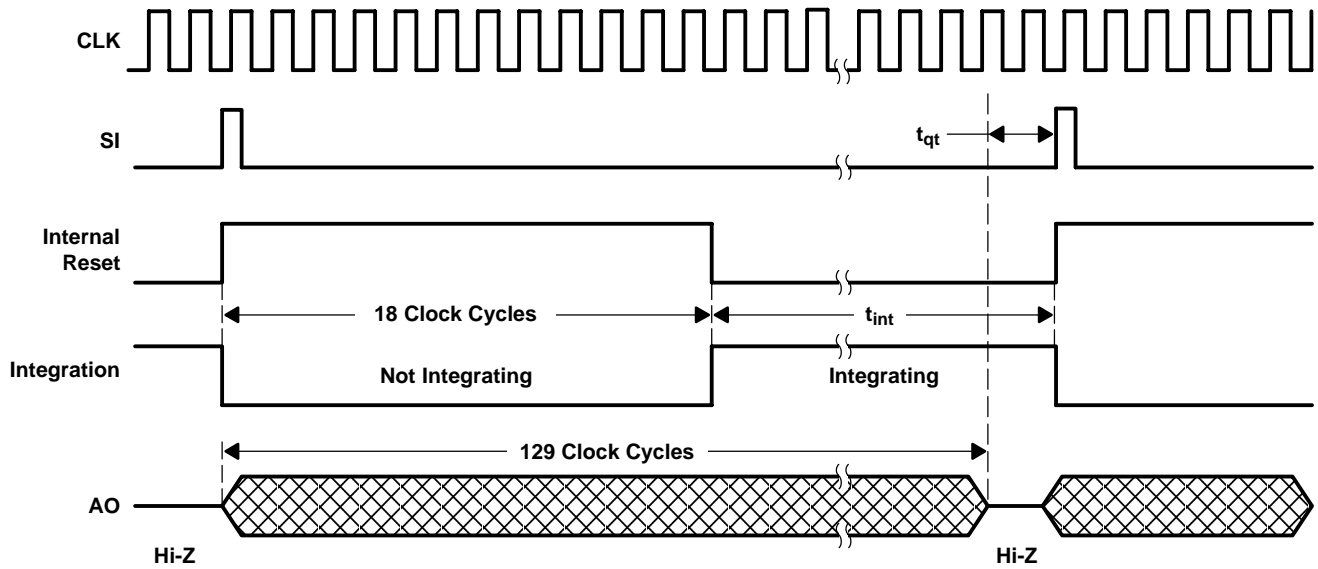 CLK
SI
t_qt
Internal
Reset
18 Clock Cycles
t_int
Integration
Not Integrating
Integrating
129 Clock Cycles
AO
Hi-Z
Hi-Z